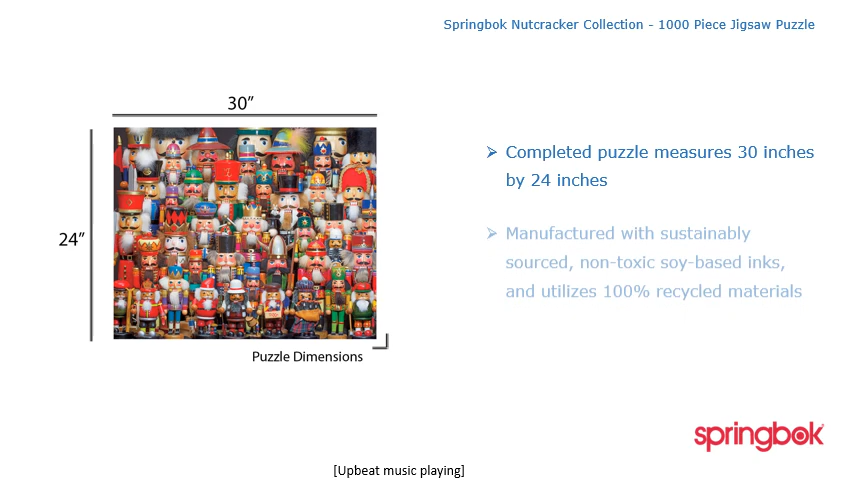 Springbok Nutcracker Collection - 1000 Piece Jigsaw Puzzle
30”
24”
Puzzle Dimensions
➢ Completed puzzle measures 30 inches
by 24 inches
➢ Manufactured with sustainably
sourced, non-toxic soy-based inks,
and utilizes 100% recycled materials
springbok
[Upbeat music playing]